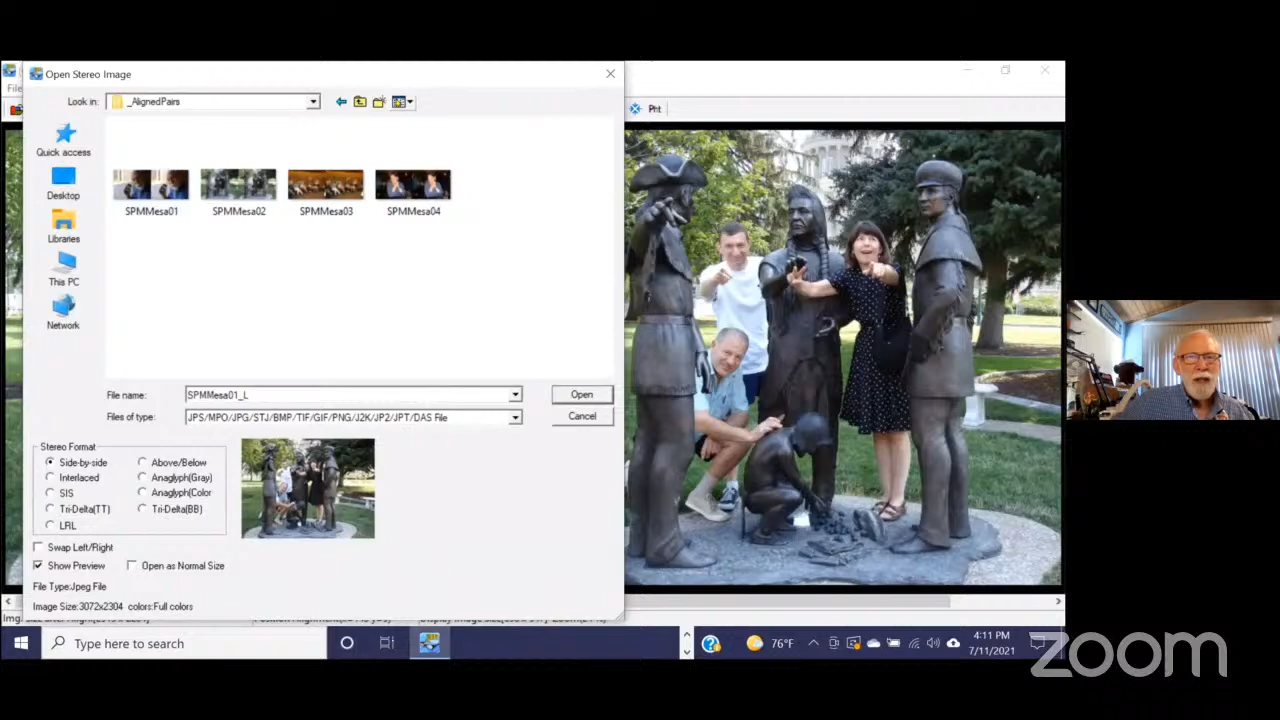 Open Stereo Image
Look in:
_AlignedPairs
Pht
Quick access
Desktop
Libraries
This PC
Network
SPMMesa01
SPMMesa02
SPMMesa03
SPMMesa04
File name:
SPMMesa01_L
Open
Files of type:
JPS/MPO/JPG/STJ/BMP/TIF/GIF/PNG/J2K/JP2/JPT/DAS File
Cancel
Stereo Format
Side-by-side
Above/Below
Interlaced
Anaglyph(Gray)
SIS
Anaglyph(Color
Tri-Delta(TT)
Tri-Delta(BB)
LRL
Swap Left/Right
Show Preview
Open as Normal Size
File Type:Jpeg File
Image Size:3072x2304 colors:Full colors
Type here to search
76°F
4:11 PM
7/11/2021
zoom